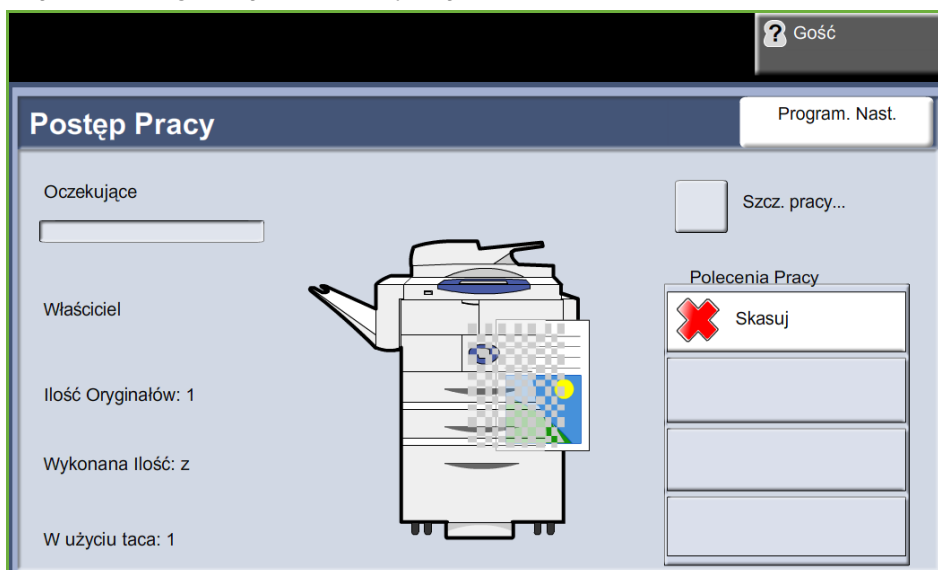 Gość
Postęp Pracy
Program. Nast.
Oczekujące
Szcz. pracy...
Polecenia Pracy
Właściciel
Skasuj
Ilość Oryginałów: 1
Wykonana Ilość: z
W użyciu taca: 1